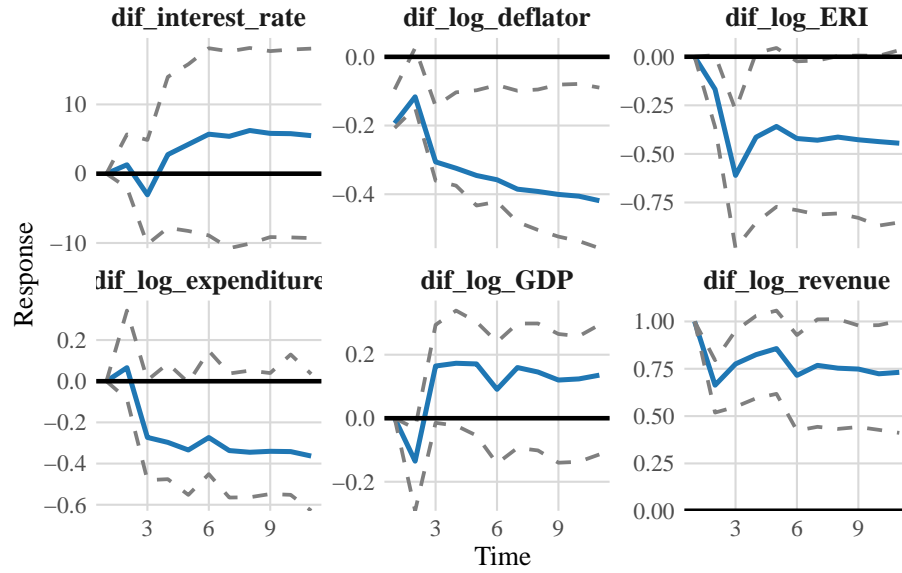 dif_interest_rate
dif_log_deflator
dif_log_ERI
10
0
−10
0.0
−0.2
−0.4
0.00
−0.25
−0.50
−0.75
Response
dif_log_expenditure
dif_log_GDP
dif_log_revenue
0.2
0.0
−0.2
−0.4
−0.6
0.2
0.0
−0.2
1.00
0.75
0.50
0.25
0.00
3 6 9
3 6 9
3 6 9
Time